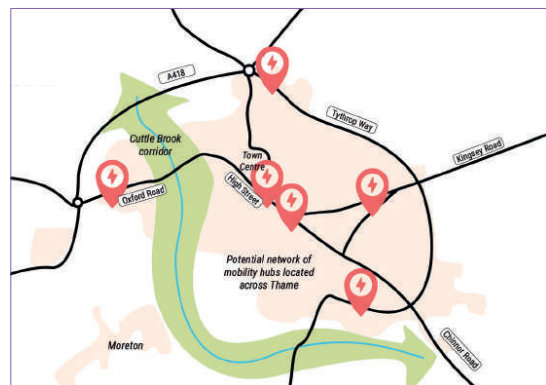 A418
Tythrop Way
Cuttle Brook
corridor
Town
Centre
Kingsey Road
Oxford Road
High Street
Potential network of
mobility hubs located
across Thame
Moreton
Chinnor Road